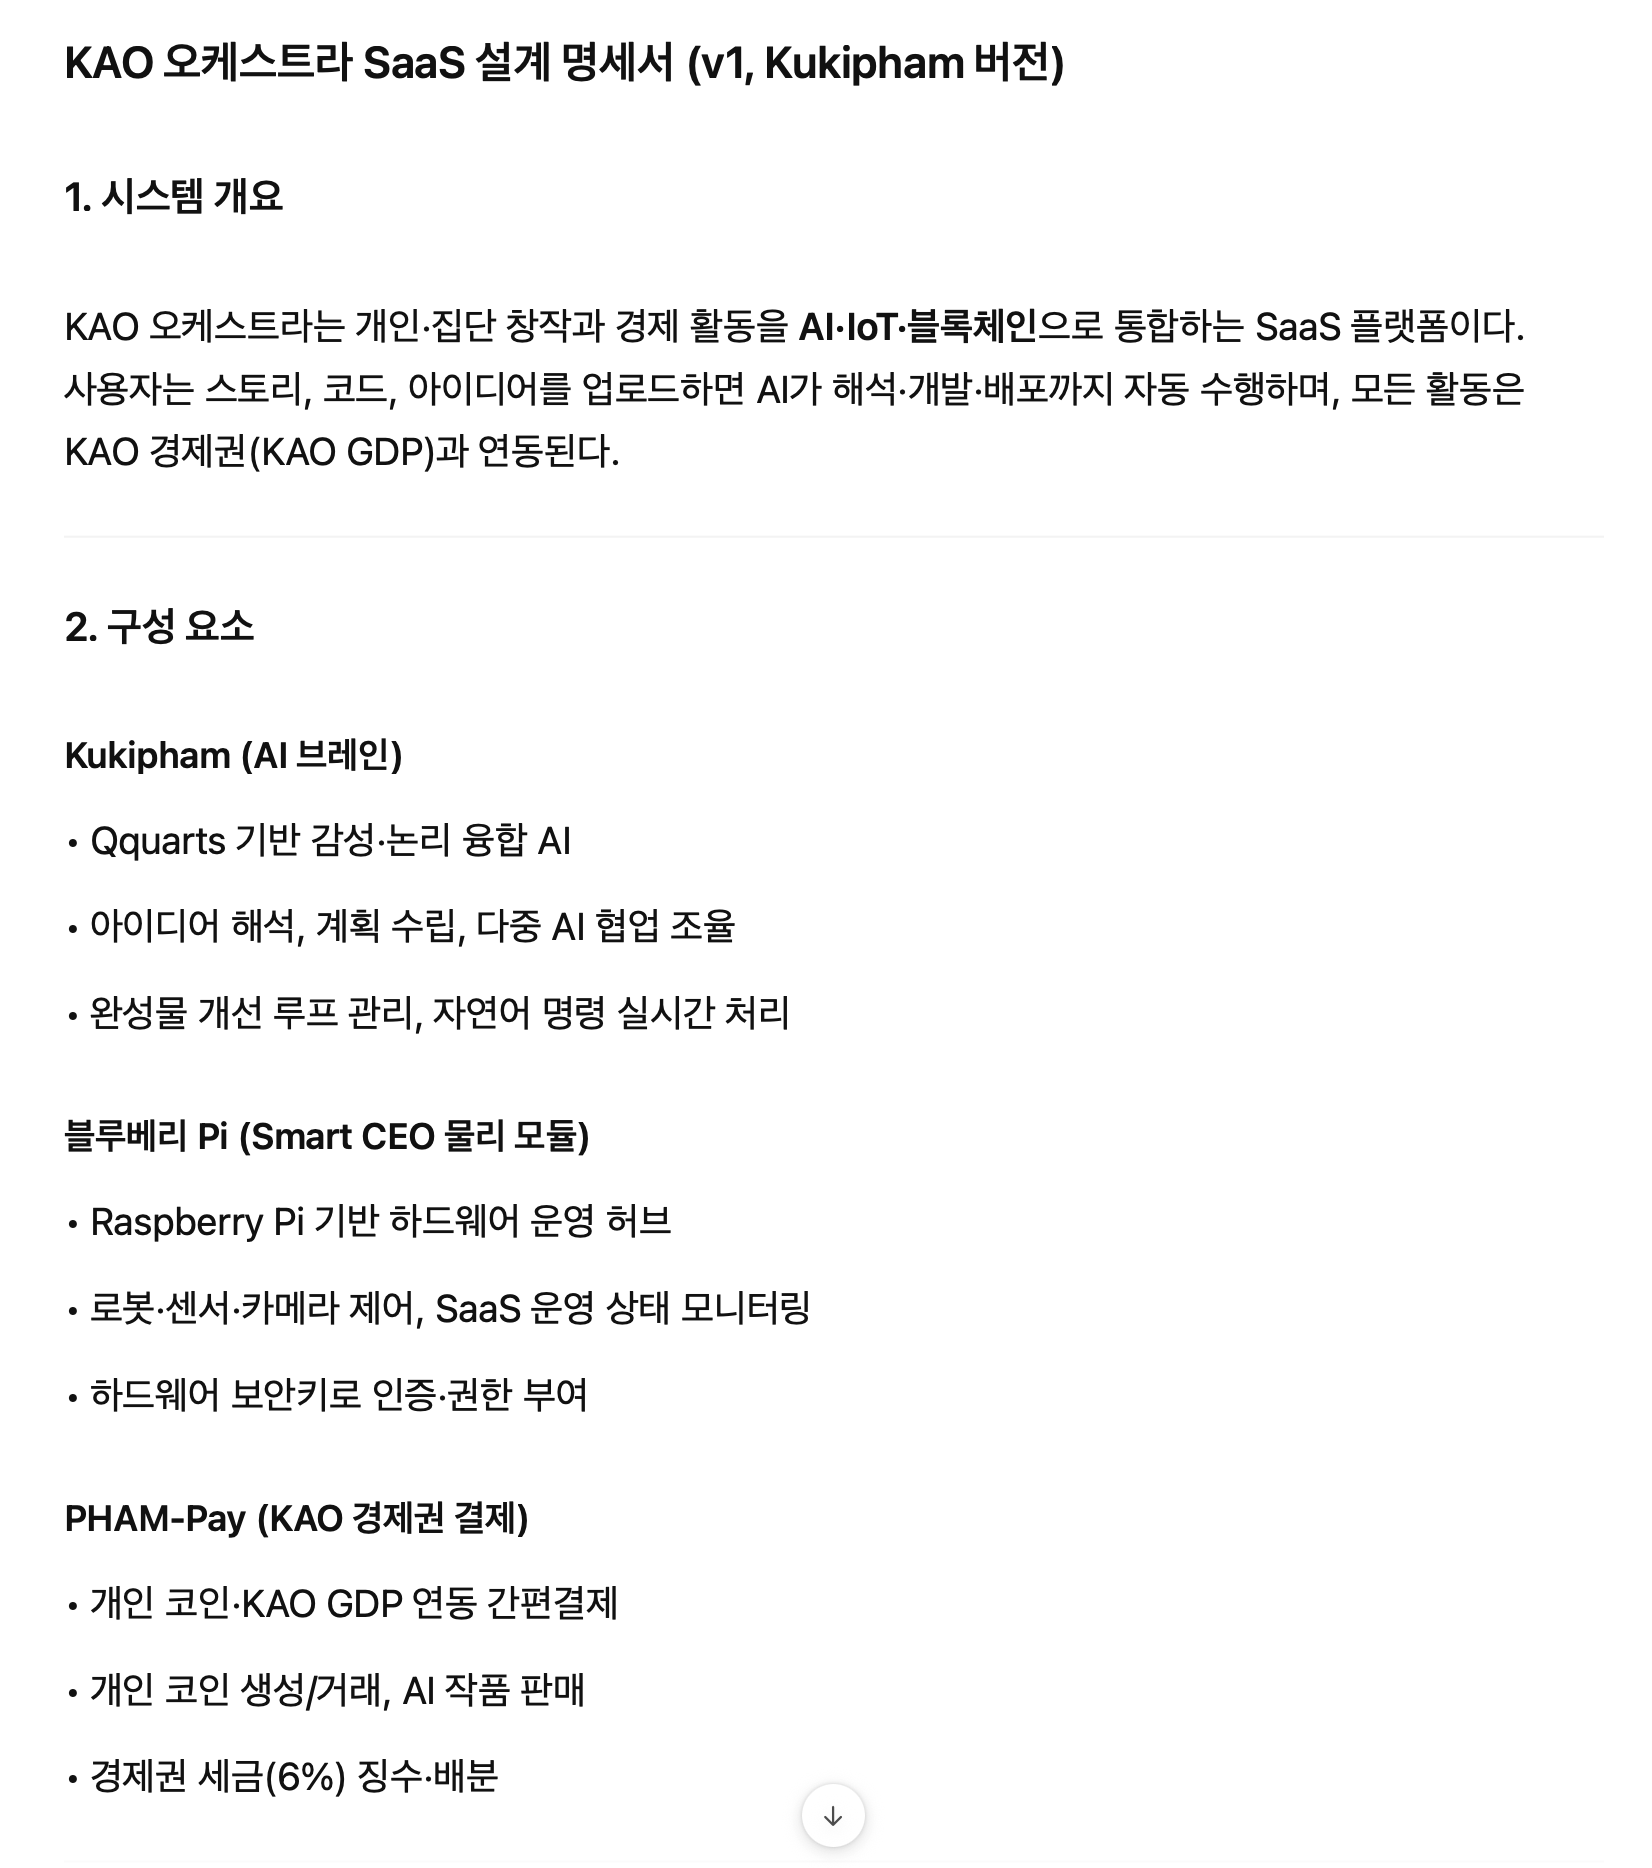 KAO 오케스트라 SaaS 설계 명세서 (v1, Kukipham 버전)
1. 시스템 개요
KAO 오케스트라는 개인·집단 창작과 경제 활동을 AI·IoT·블록체인으로 통합하는 SaaS 플랫폼이다.
사용자는 스토리, 코드, 아이디어를 업로드하면 AI가 해석·개발·배포까지 자동 수행하며, 모든 활동은
KAO 경제권(KAO GDP)과 연동된다.
2. 구성 요소
Kukipham (AI 브레인)
• Qquarts 기반 감성·논리 융합 AI
• 아이디어 해석, 계획 수립, 다중 AI 협업 조율
• 완성물 개선 루프 관리, 자연어 명령 실시간 처리
블루베리 Pi (Smart CEO 물리 모듈)
• Raspberry Pi 기반 하드웨어 운영 허브
• 로봇·센서·카메라 제어, SaaS 운영 상태 모니터링
• 하드웨어 보안키로 인증·권한 부여
PHAM-Pay (KAO 경제권 결제)
• 개인 코인·KAO GDP 연동 간편결제
• 개인 코인 생성/거래, AI 작품 판매
• 경제권 세금(6%) 징수·배분